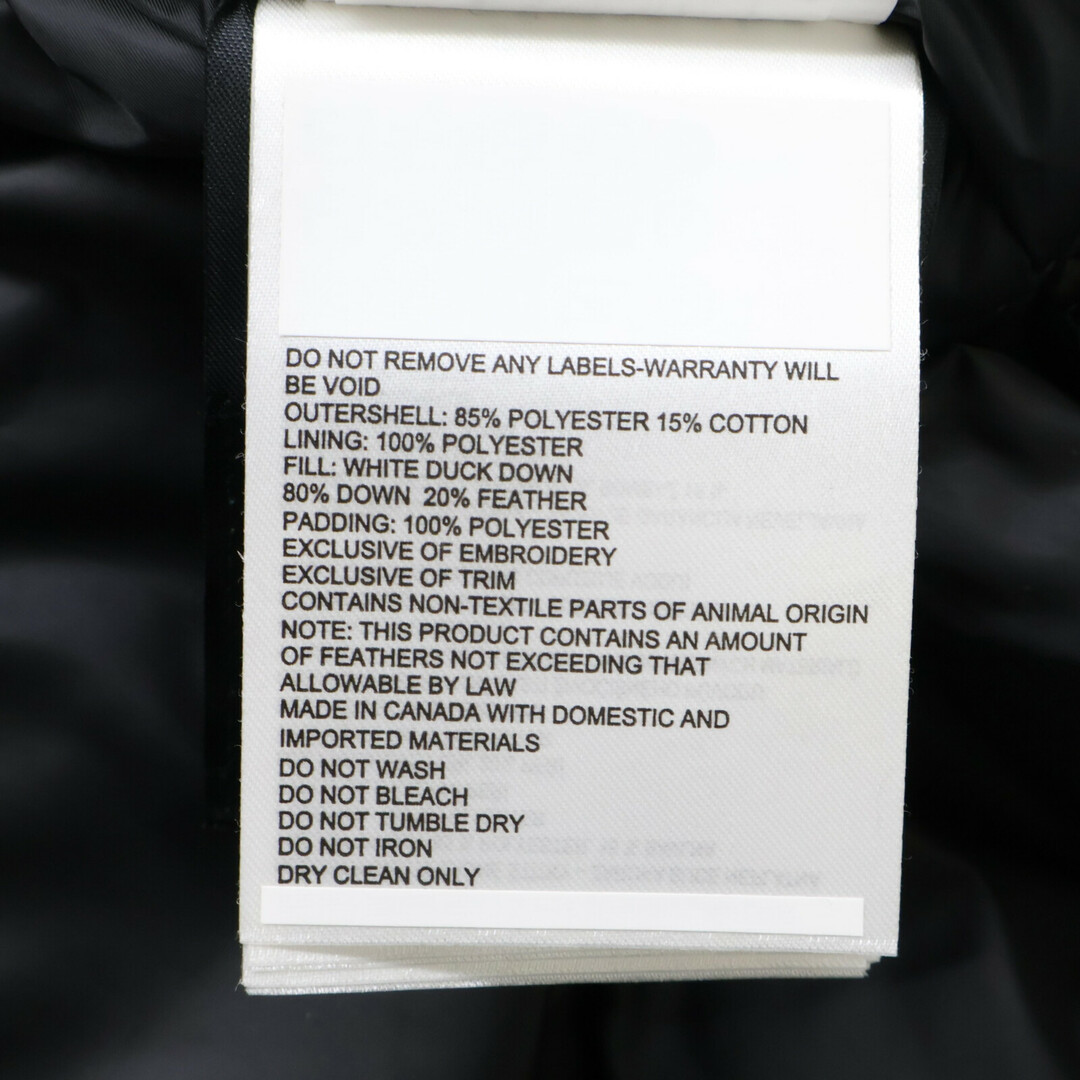 DO NOT REMOVE ANY LABELS-WARRANTY WILL
BE VOID
OUTERSHELL: 85% POLYESTER 15% COTTON
LINING: 100% POLYESTER
FILL: WHITE DUCK DOWN
80% DOWN 20% FEATHER
PADDING: 100% POLYESTER
EXCLUSIVE OF EMBROIDERY
EXCLUSIVE OF TRIM
CONTAINS NON-TEXTILE PARTS OF ANIMAL ORIGIN
NOTE: THIS PRODUCT CONTAINS AN AMOUNT
OF FEATHERS NOT EXCEEDING THAT
ALLOWABLE BY LAW
MADE IN CANADA WITH DOMESTIC AND
IMPORTED MATERIALS
DO NOT WASH
DO NOT BLEACH
DO NOT TUMBLE DRY
DO NOT IRON
DRY CLEAN ONLY